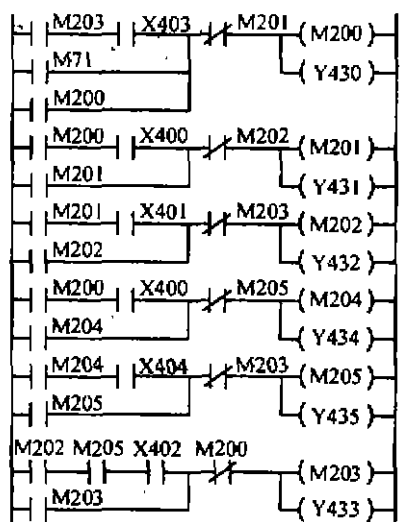 M203 X403 M201 (M200)
M71 (Y430)
M200
M200 X400 M202 (M201)
M201 (Y431)
M201 X401 M203 (M202)
M202 (Y432)
M200 X400 M205 (M204)
M204 (Y434)
M204 X404 M203 (M205)
M205 (Y435)
M202 M205 X402 M200 (M203)
M203 (Y433)